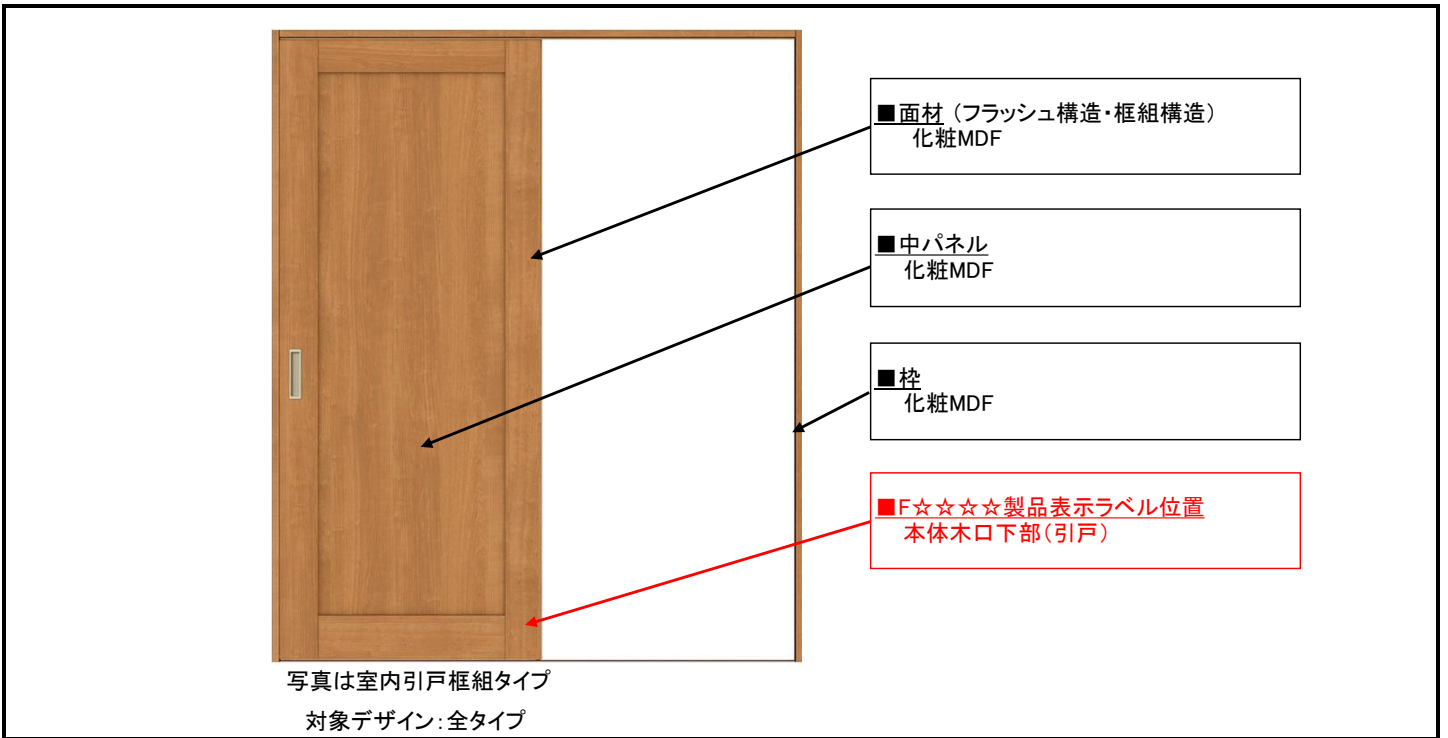 ■面材（フラッシュ構造・框組構造）
化粧MDF
■中パネル
化粧MDF
■枠
化粧MDF
■F☆☆☆☆製品表示ラベル位置
本体木口下部（引戸）
写真は室内引戸框組タイプ
対象デザイン：全タイプ